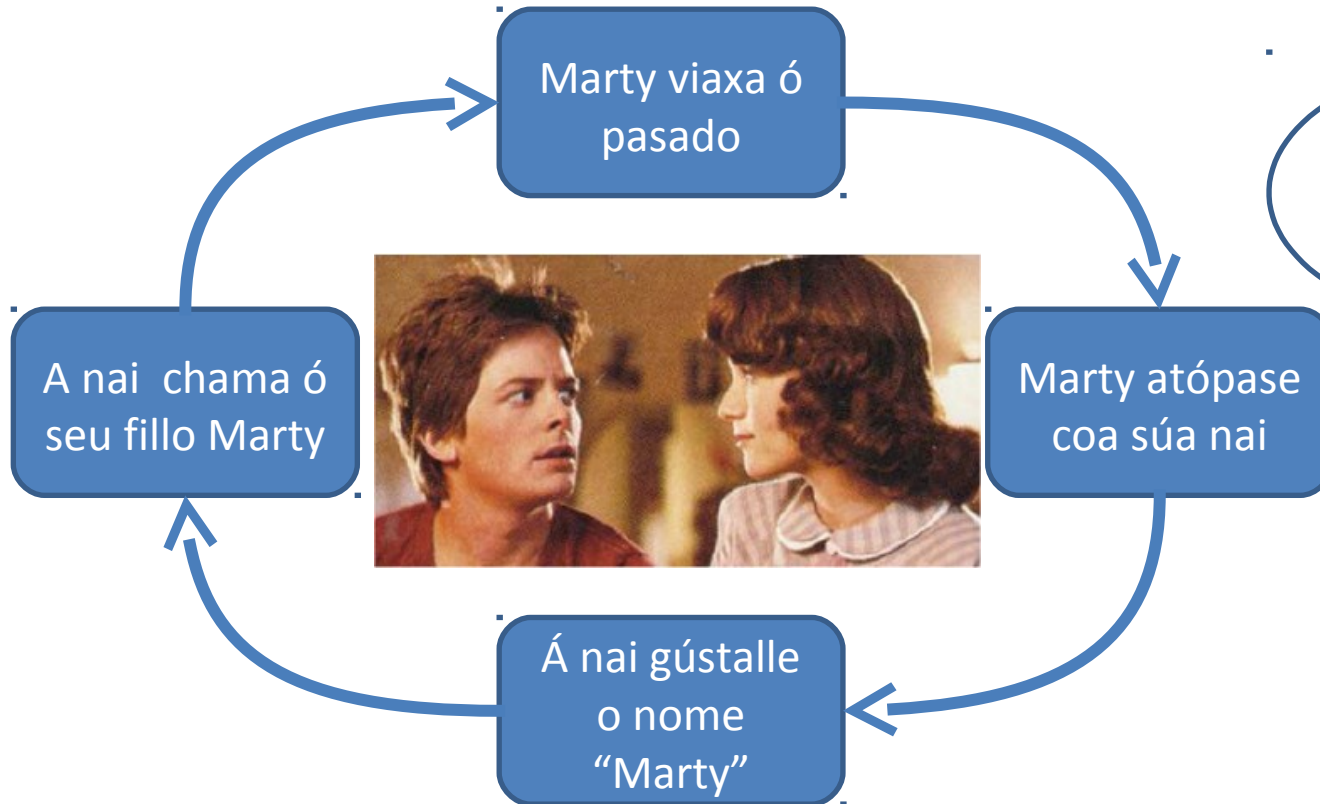 Marty viaxa ó
pasado
Marty atópase
coa súa nai
Á nai gústalle
o nome
“Marty”
A nai  chama ó
seu fillo Marty